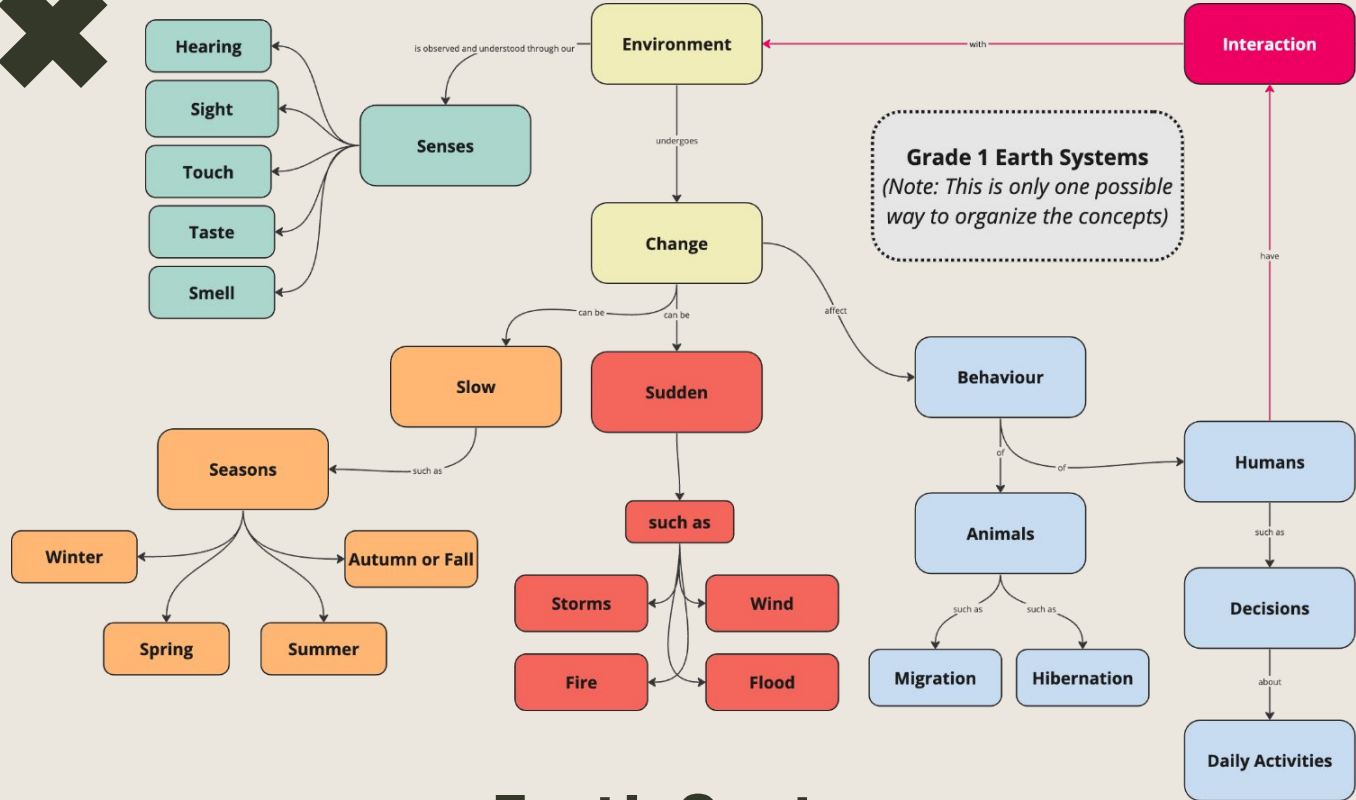 Hearing
is observed and understood through our
Environment
with
Interaction
Sight
Senses
Touch
Taste
Smell
undergoes
Grade 1 Earth Systems
(Note: This is only one possible
way to organize the concepts)
Change
have
can be
can be
affect
Slow
Sudden
Behaviour
Seasons
such as
of
of
Humans
Winter
Autumn or Fall
such as
Animals
such as
Storms
Wind
such as
such as
Decisions
Spring
Summer
Fire
Flood
Migration
Hibernation
about
Daily Activities